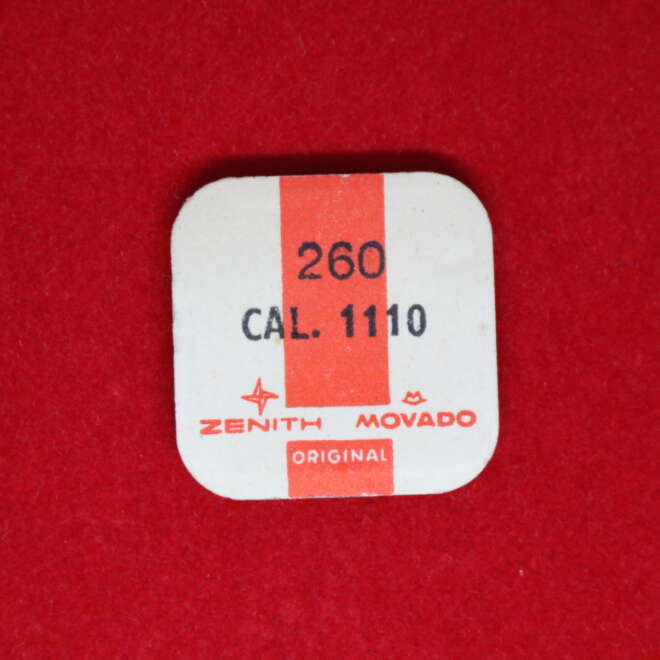 260
CAL. 1110
ZENITH MOVADO
ORIGINAL